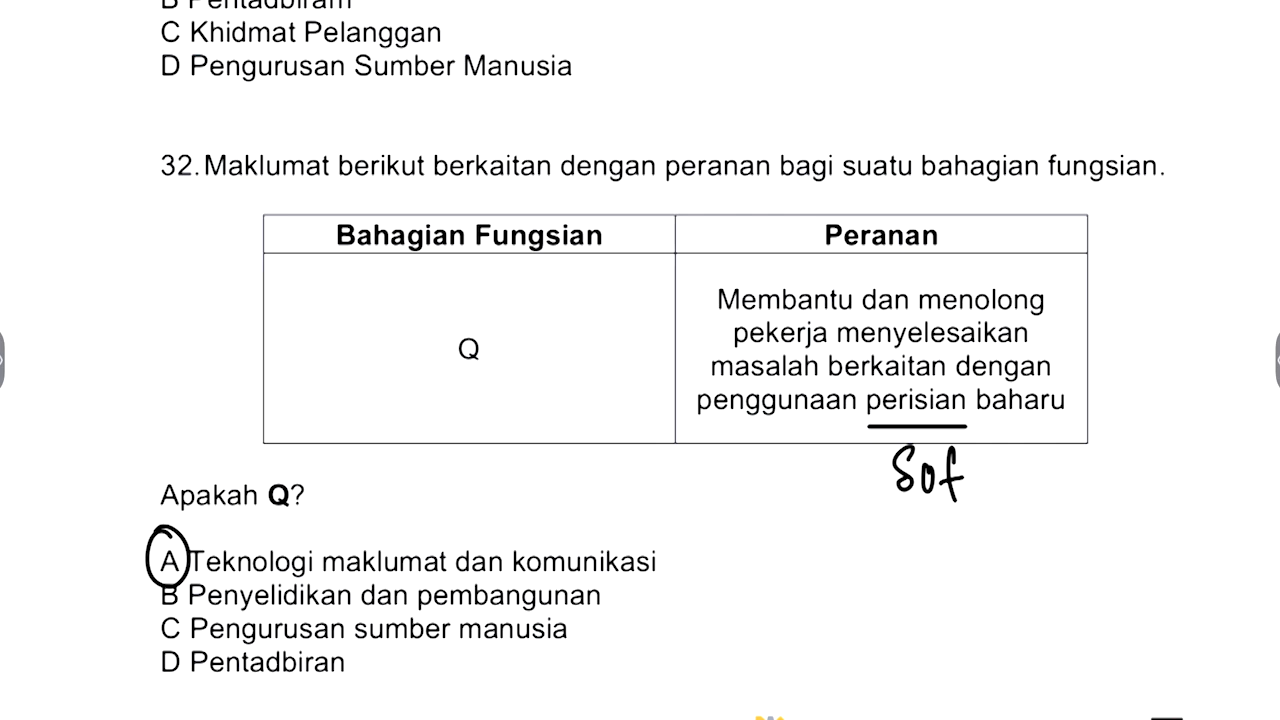 B Pentadbiram
C Khidmat Pelanggan
D Pengurusan Sumber Manusia
32. Maklumat berikut berkaitan dengan peranan bagi suatu bahagian fungsian.
Bahagian Fungsian
Peranan
Q
Membantu dan menolong
pekerja menyelesaikan
masalah berkaitan dengan
penggunaan perisian baharu
Sof
Apakah Q?
A Teknologi maklumat dan komunikasi
B Penyelidikan dan pembangunan
C Pengurusan sumber manusia
D Pentadbiran